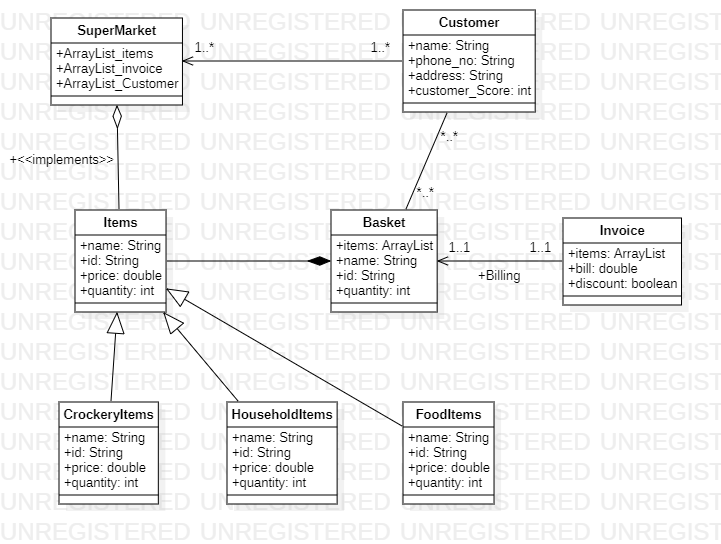 SuperMarket
+ArrayList_items
+ArrayList_invoice
+ArrayList_Customer
1..*
1..*
Customer
+name: String
+phone_no: String
+address: String
+customer_Score: int
+<<implements>>
*..*
*..*
Items
+name: String
+id: String
+price: double
+quantity: int
Basket
+items: ArrayList
+name: String
+id: String
+quantity: int
1..1
1..1
+Billing
Invoice
+items: ArrayList
+bill: double
+discount: boolean
CrockeryItems
+name: String
+id: String
+price: double
+quantity: int
HouseholdItems
+name: String
+id: String
+price: double
+quantity: int
FoodItems
+name: String
+id: String
+price: double
+quantity: int
UNREGISTERED